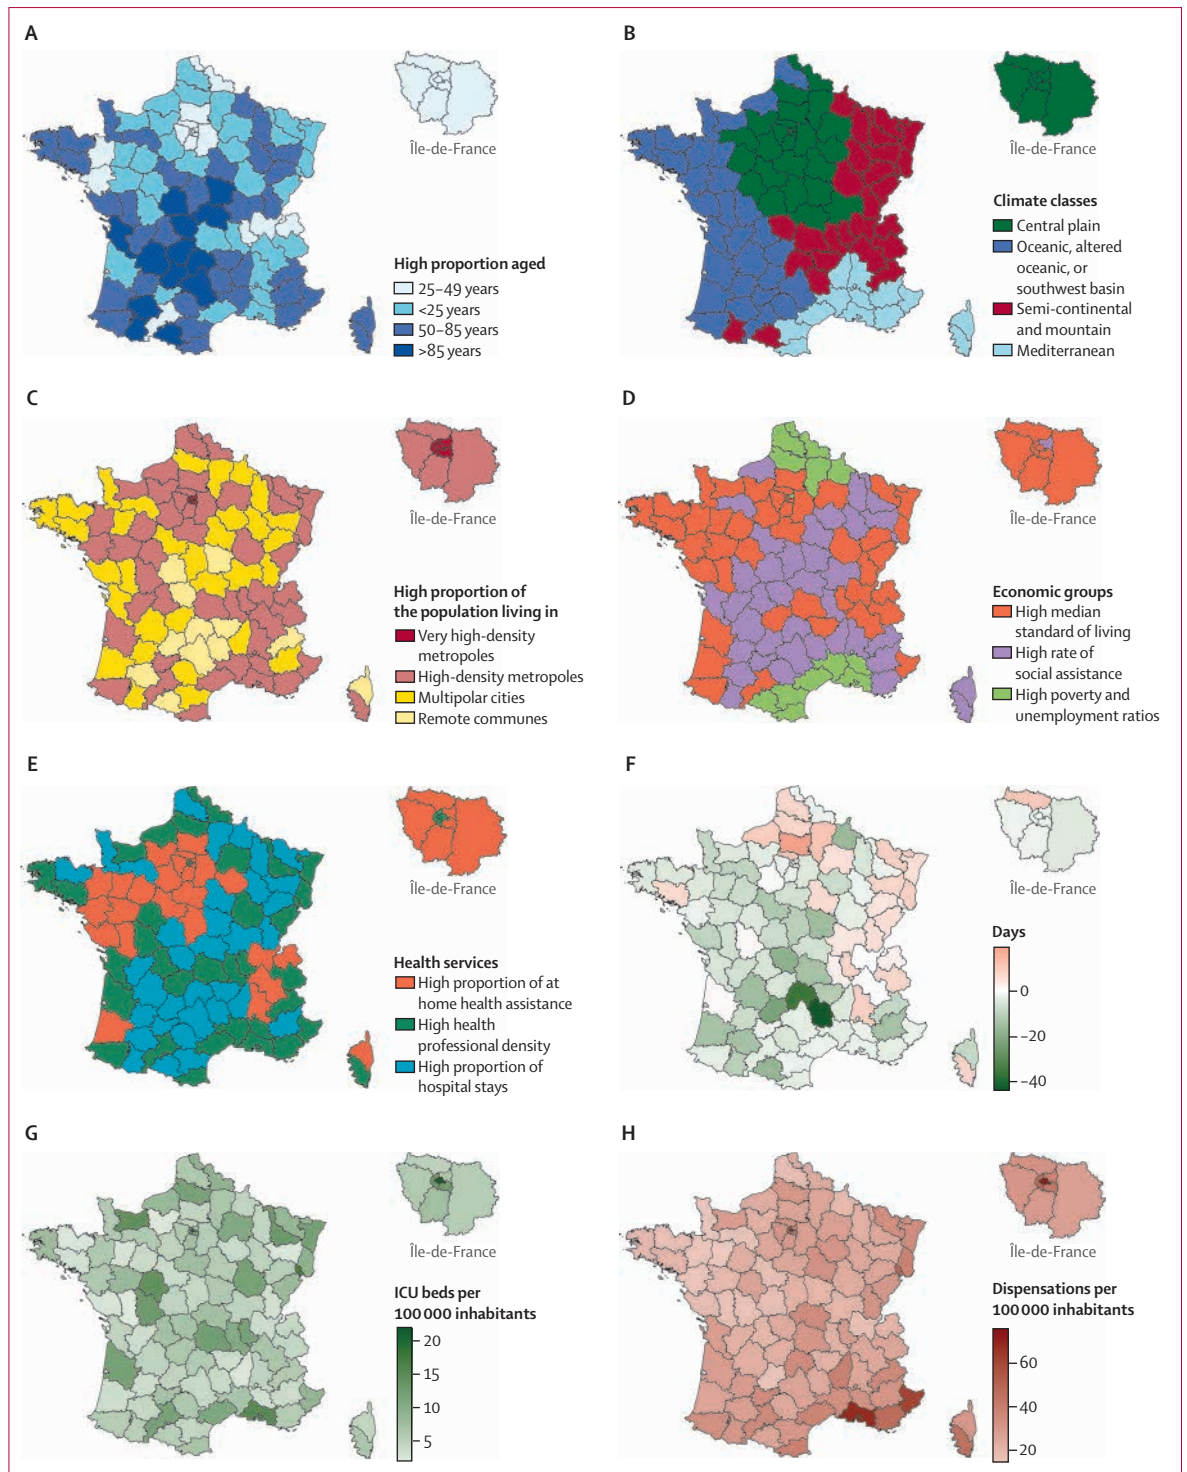 A
Île-de-France
High proportion aged
25–49 years
<25 years
50–85 years
>85 years
B
Île-de-France
Climate classes
Central plain
Oceanic, altered
oceanic, or
southwest basin
Semi-continental
and mountain
Mediterranean
C
Île-de-France
High proportion of
the population living in
Very high-density
metropoles
High-density metropoles
Multipolar cities
Remote communes
D
Île-de-France
Economic groups
High median
standard of living
High rate of
social assistance
High poverty and
unemployment ratios
E
Île-de-France
Health services
High proportion of at
home health assistance
High health
professional density
High proportion of
hospital stays
F
Île-de-France
Days
0
–20
–40
G
Île-de-France
ICU beds per
100 000 inhabitants
20
15
10
5
H
Île-de-France
Dispensations per
100 000 inhabitants
60
40
20